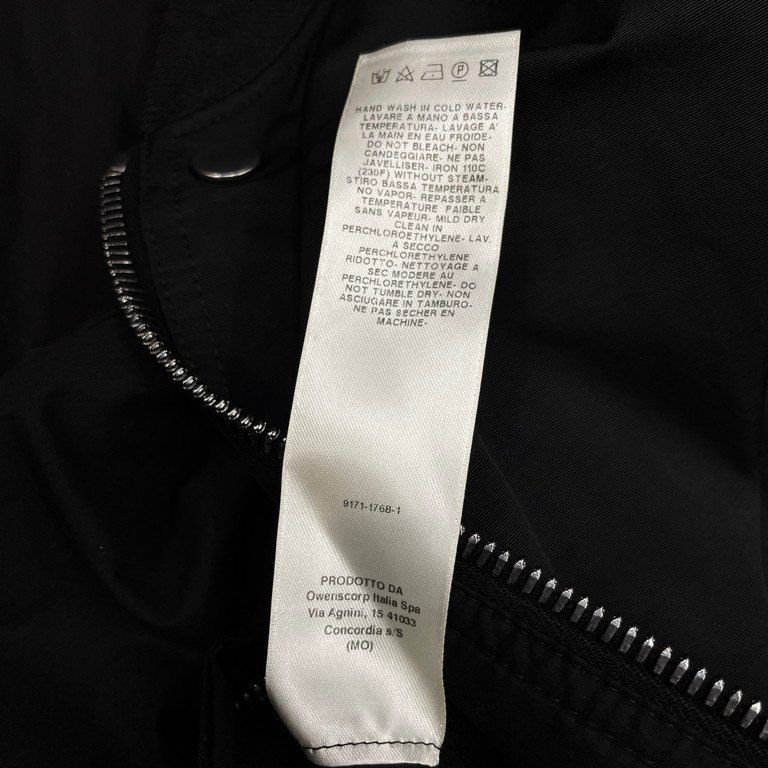 HAND WASH IN COLD WATER-
LAVARE A MANO A BASSA
TEMPERATURA- LAVAGE A'
LA MAIN EN EAU FROIDE-
DO NOT BLEACH- NON
CANDEGGIARE- NE PAS
JAVELLISER- IRON 110C
(230F) WITHOUT STEAM-
STIRO BASSA TEMPERATURA
NO VAPOR- REPASSER A
TEMPERATURE FAIBLE
SANS VAPEUR- MILD DRY
CLEAN IN
PERCHLOROETHYLENE- LAV.
A SECCO
PERCHLORETHYLENE
RIDOTTO- NETTOYAGE A
SEC MODERE AU
PERCHLOROETHYLENE- DO
NOT TUMBLE DRY- NON
ASCIUGARE IN TAMBURO-
NE PAS SECHER EN
MACHINE-
9171-1768-1
PRODOTTO DA
Owenscorp Italia Spa
Via Agnini, 15 41033
Concordia s/S
(MO)